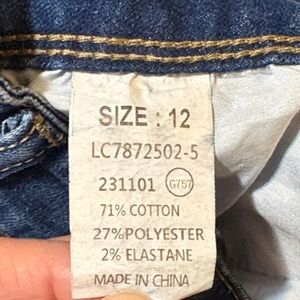 SIZE : 12
LC7872502-5
231101 G757
71% COTTON
27%POLYESTER
2% ELASTANE
MADE IN CHINA